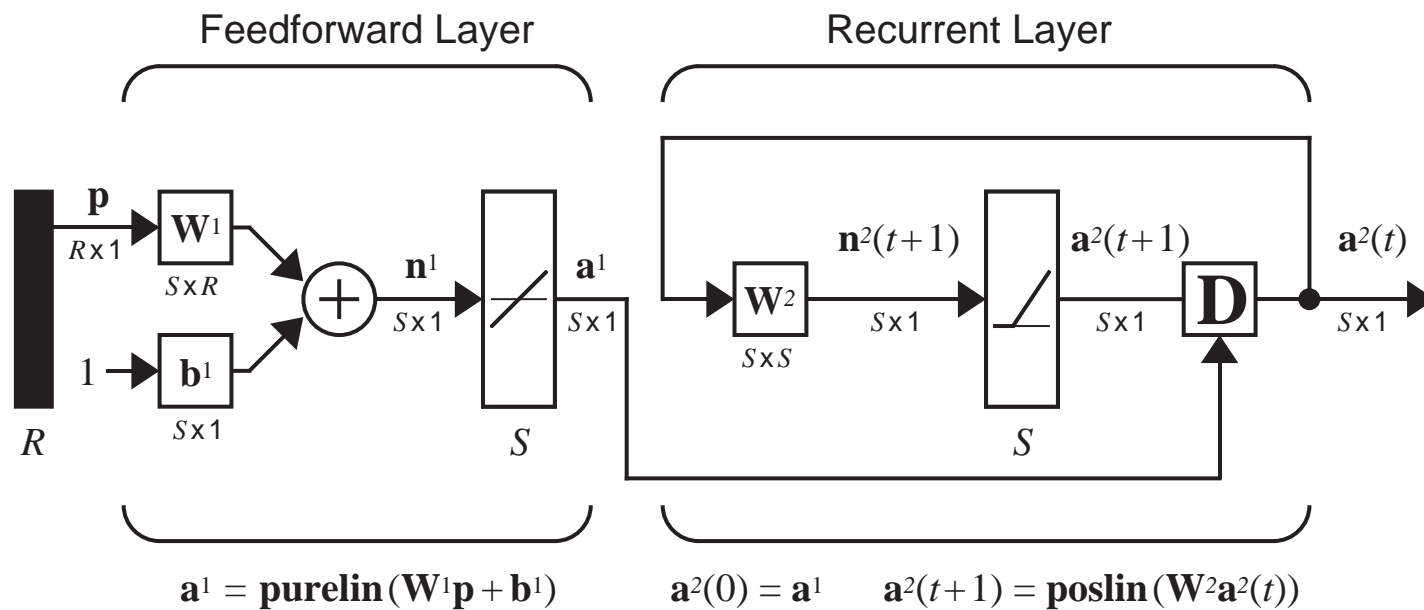 Feedforward Layer
Recurrent Layer
p
R x 1
W¹
S x R
1
b¹
S x 1
R
n¹
S x 1
S
a¹
S x 1
W²
S x S
n²(t + 1)
S x 1
S
a²(t + 1)
S x 1
D
a²(t)
S x 1
a¹ = purelin (W¹p + b¹)
a²(0) = a¹
a²(t + 1) = poslin (W²a²(t))